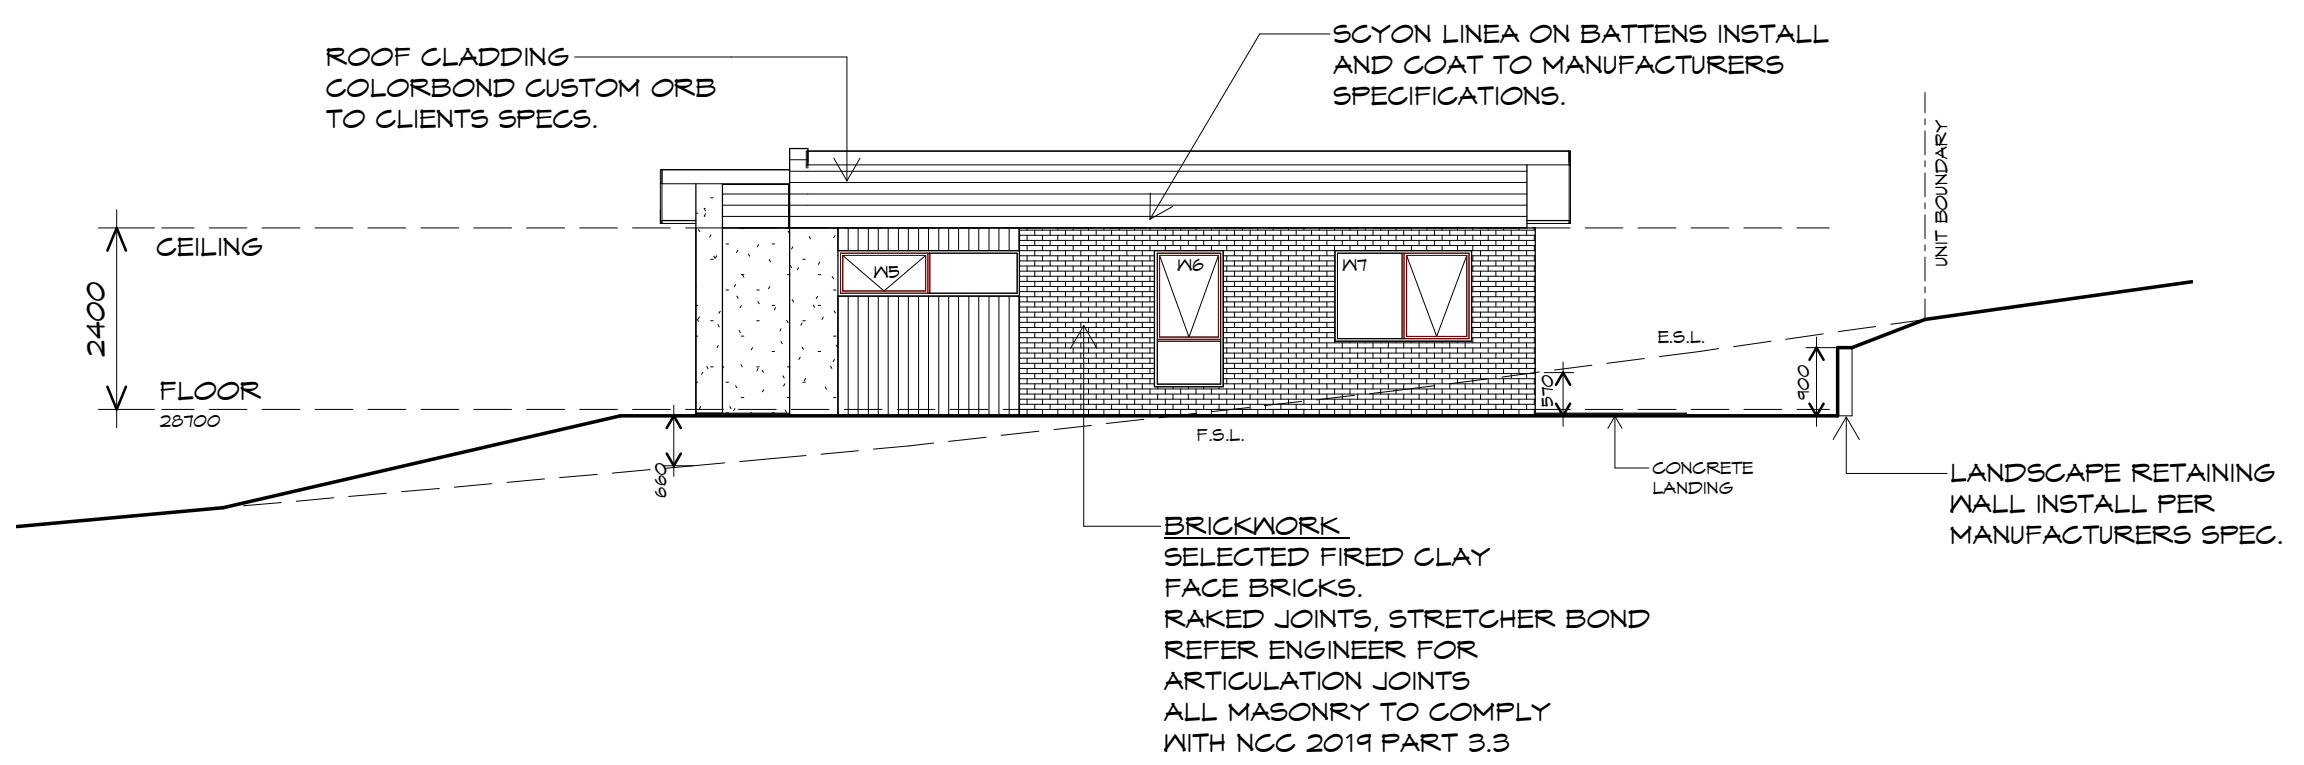 ROOF CLADDING
COLORBOND CUSTOM ORB
TO CLIENTS SPECS.
SCYON LINEA ON BATTENS INSTALL
AND COAT TO MANUFACTURERS
SPECIFICATIONS.
UNIT BOUNDARY
CEILING
2400
FLOOR
28700
W5
W6
W7
E.S.L.
F.S.L.
570
900
660
CONCRETE
LANDING
LANDSCAPE RETAINING
WALL INSTALL PER
MANUFACTURERS SPEC.
BRICKWORK
SELECTED FIRED CLAY
FACE BRICKS.
RAKED JOINTS, STRETCHER BOND
REFER ENGINEER FOR
ARTICULATION JOINTS
ALL MASONRY TO COMPLY
WITH NCC 2019 PART 3.3